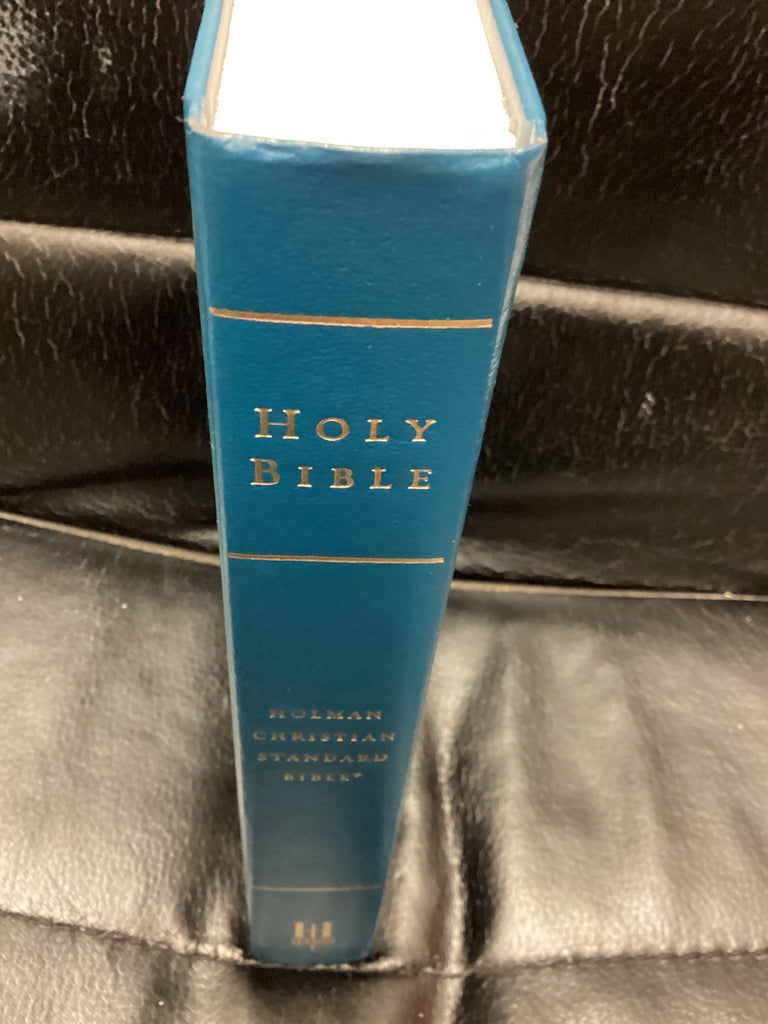 HOLY
BIBLE
HOLMAN
CHRISTIAN
STANDARD
BIBLE®